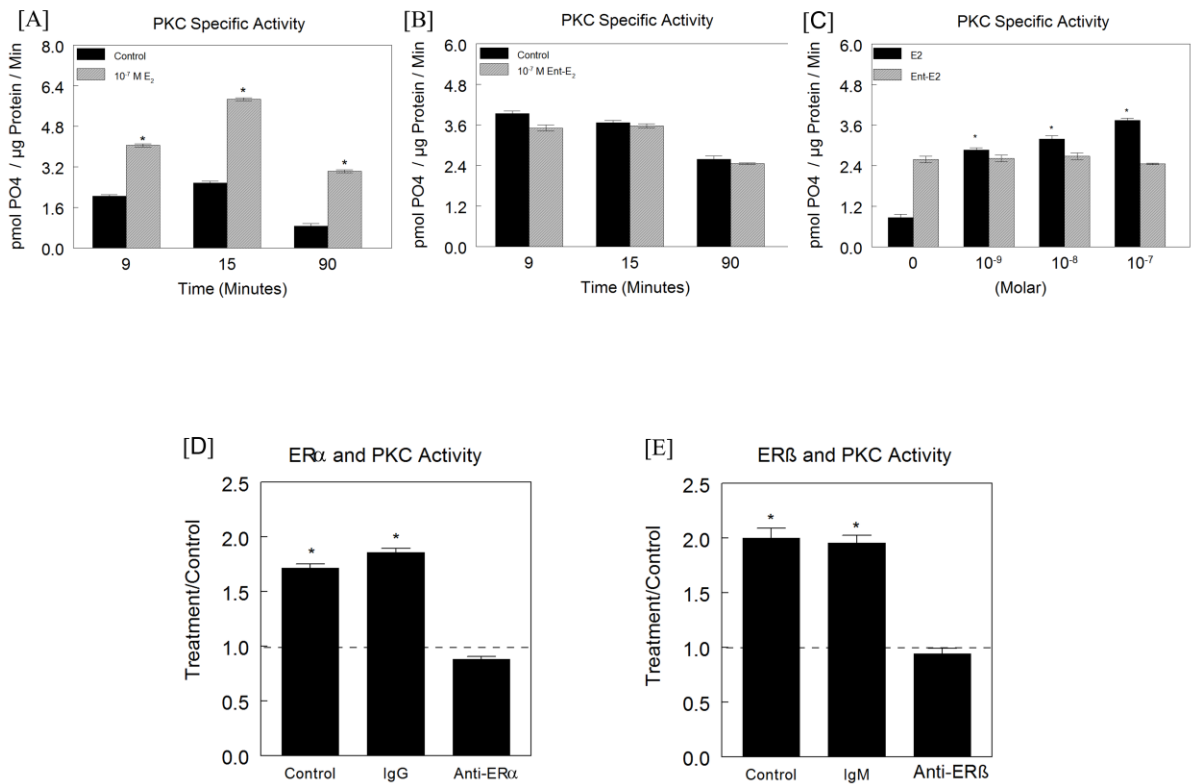 [A]
PKC Specific Activity
8.0
6.4
4.8
3.2
1.6
0.0
pmol PO4 / µg Protein / Min
Control
10⁻⁷ M E₂
*
*
*
9 15 90
Time (Minutes)
[B]
PKC Specific Activity
6.0
4.8
3.6
2.4
1.2
0.0
pmol PO4 / µg Protein / Min
Control
10⁻⁷ M Ent-E₂
9 15 90
Time (Minutes)
[C]
PKC Specific Activity
6.0
4.8
3.6
2.4
1.2
0.0
pmol PO4 / µg Protein / Min
E2
Ent-E2
*
*
*
0 10⁻⁹ 10⁻⁸ 10⁻⁷
(Molar)
[D]
ERα and PKC Activity
2.5
2.0
1.5
1.0
0.5
0.0
Treatment/Control
*
*
Control IgG Anti-ERα
[E]
ERß and PKC Activity
2.5
2.0
1.5
1.0
0.5
0.0
Treatment/Control
*
*
Control IgM Anti-ERß